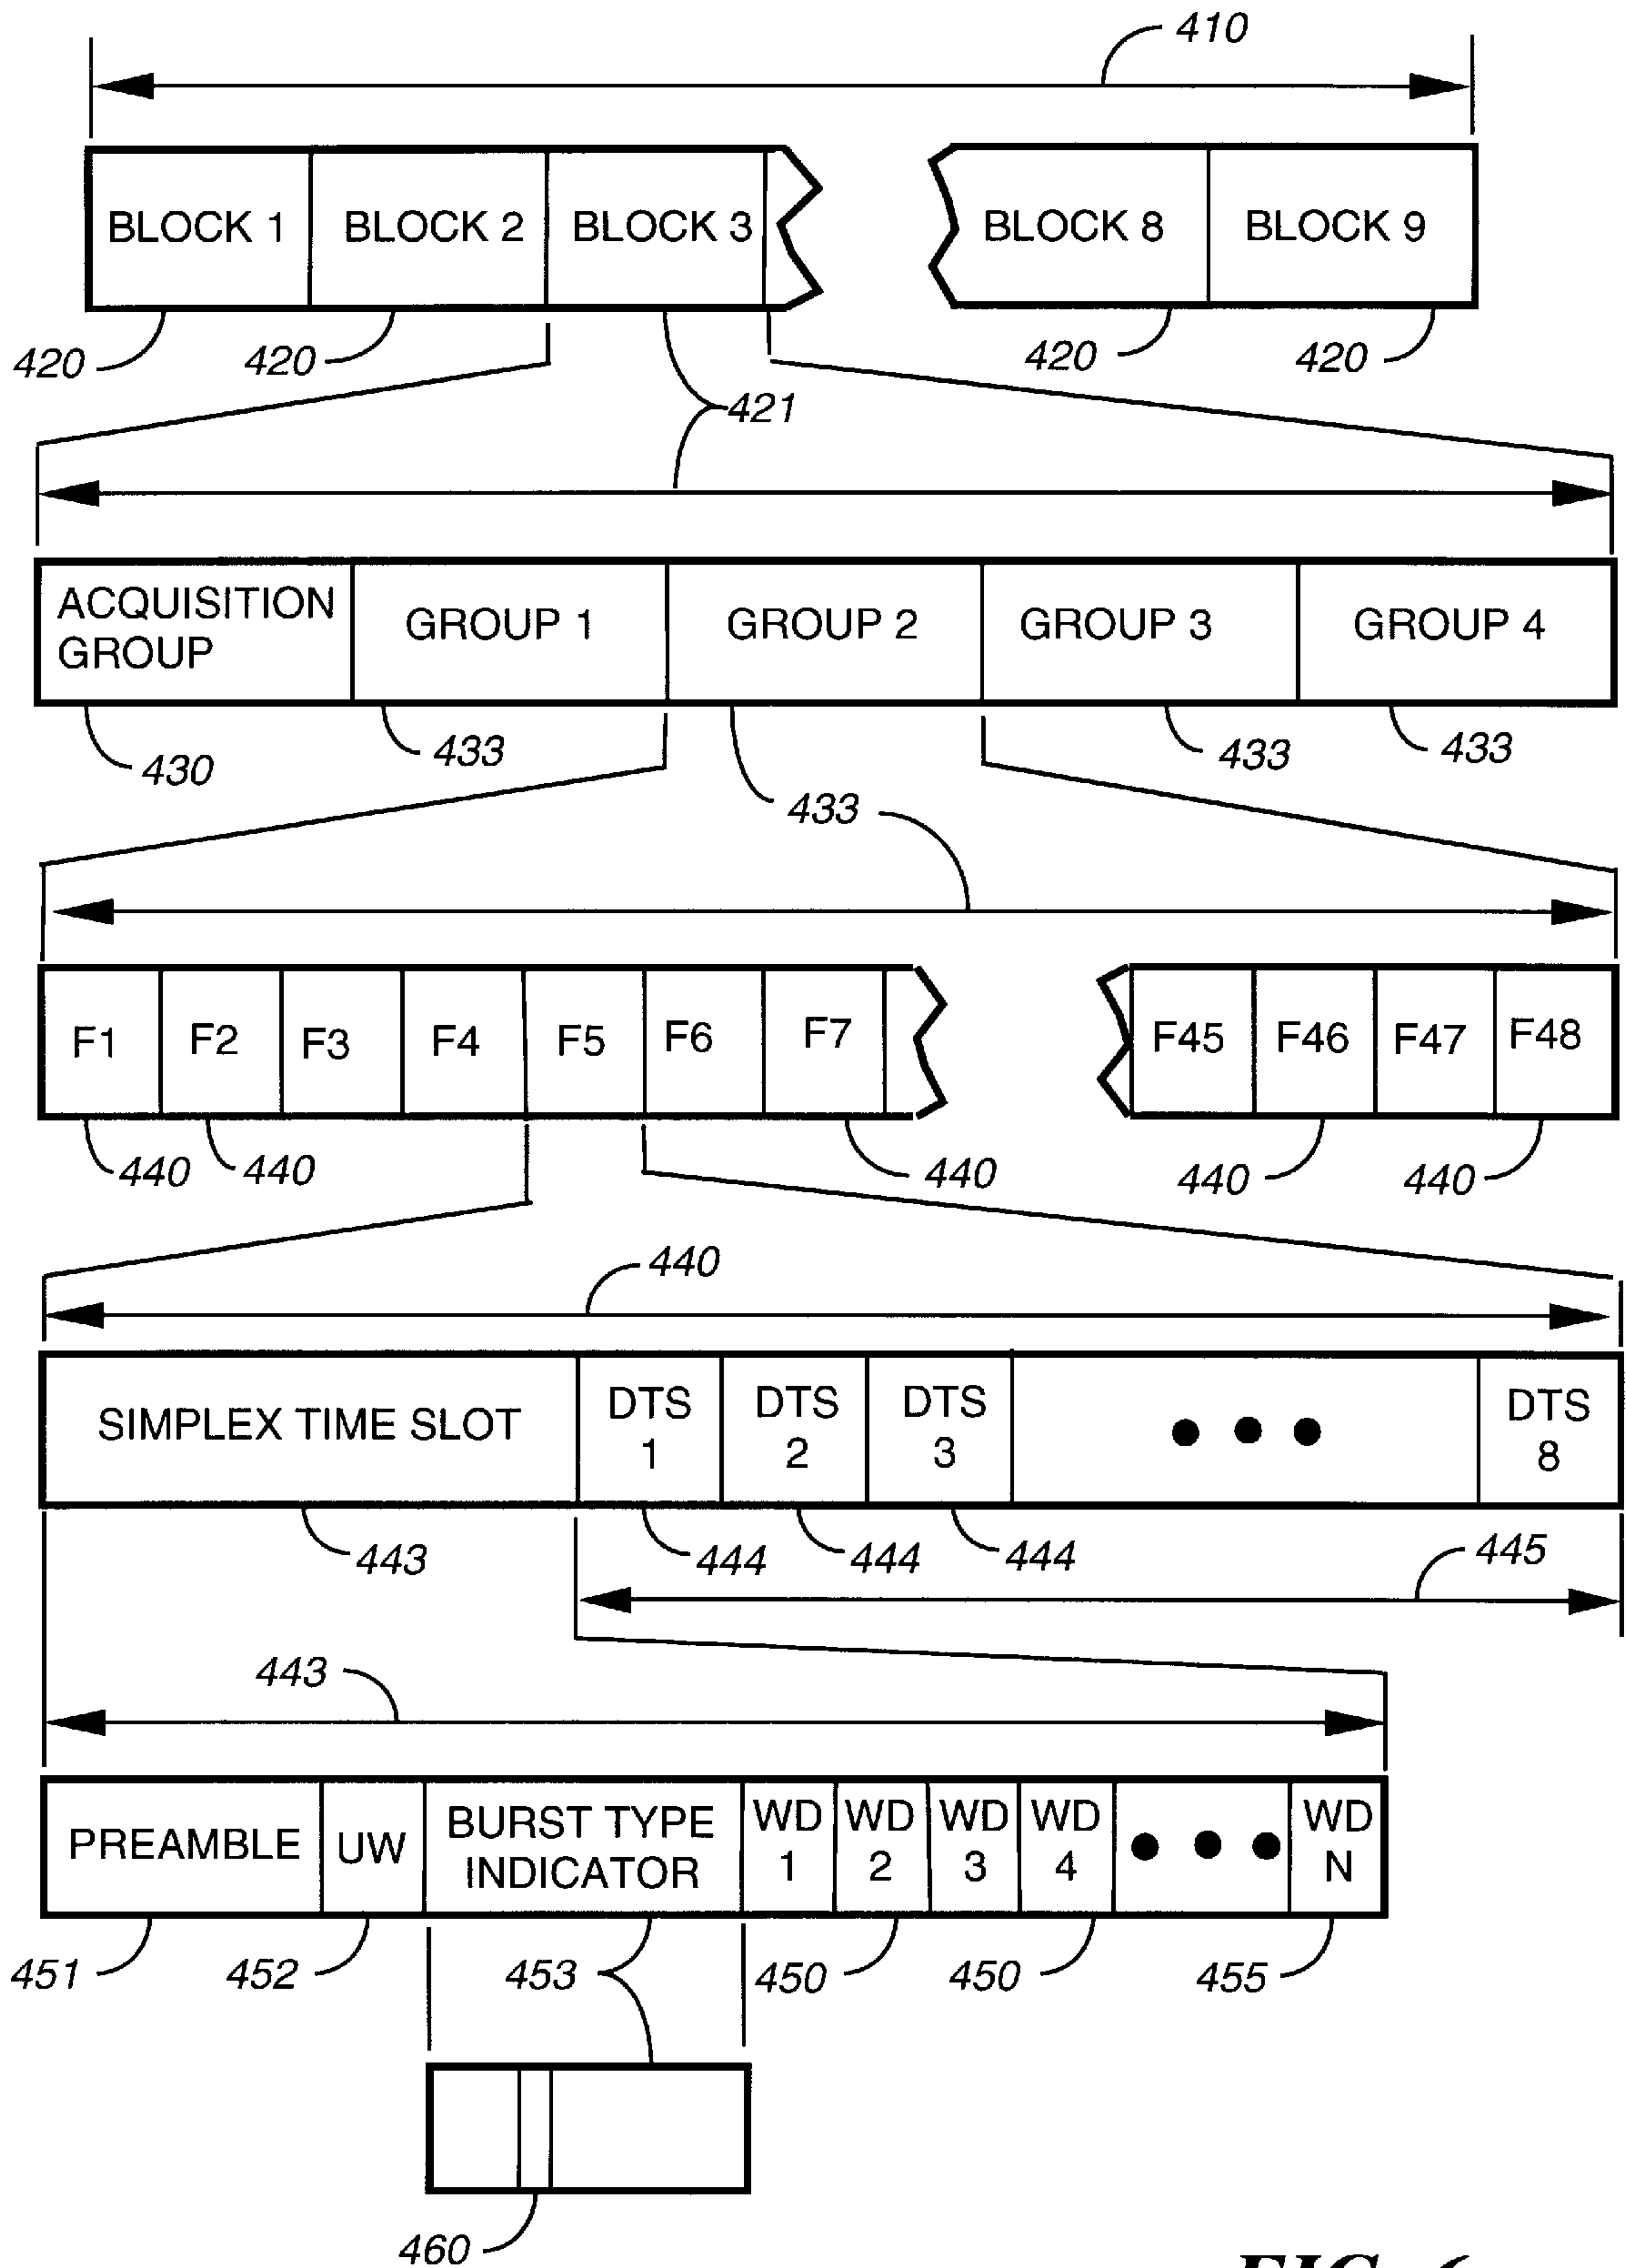 410
BLOCK 1 BLOCK 2 BLOCK 3 BLOCK 8 BLOCK 9
420 420 420 420
421
ACQUISITION
GROUP
GROUP 1 GROUP 2 GROUP 3 GROUP 4
430 433 433 433
433
F1 F2 F3 F4 F5 F6 F7 F45 F46 F47 F48
440 440 440 440 440
440
SIMPLEX TIME SLOT
DTS
1
DTS
2
DTS
3
DTS
8
443 444 444 444 445
443
PREAMBLE UW
BURST TYPE
INDICATOR
WD
1
WD
2
WD
3
WD
4
WD
N
451 452 453 450 450 455
460